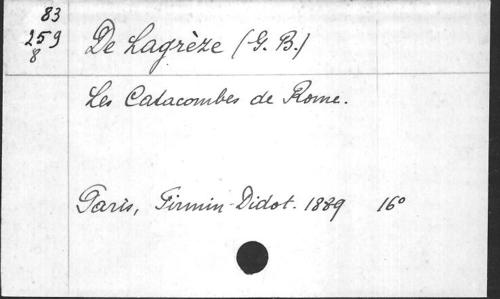 83
259
8
De Lagrèze (G. B.)
Les Catacombes de Rome.
Paris, Firmin-Didot. 1889 16°